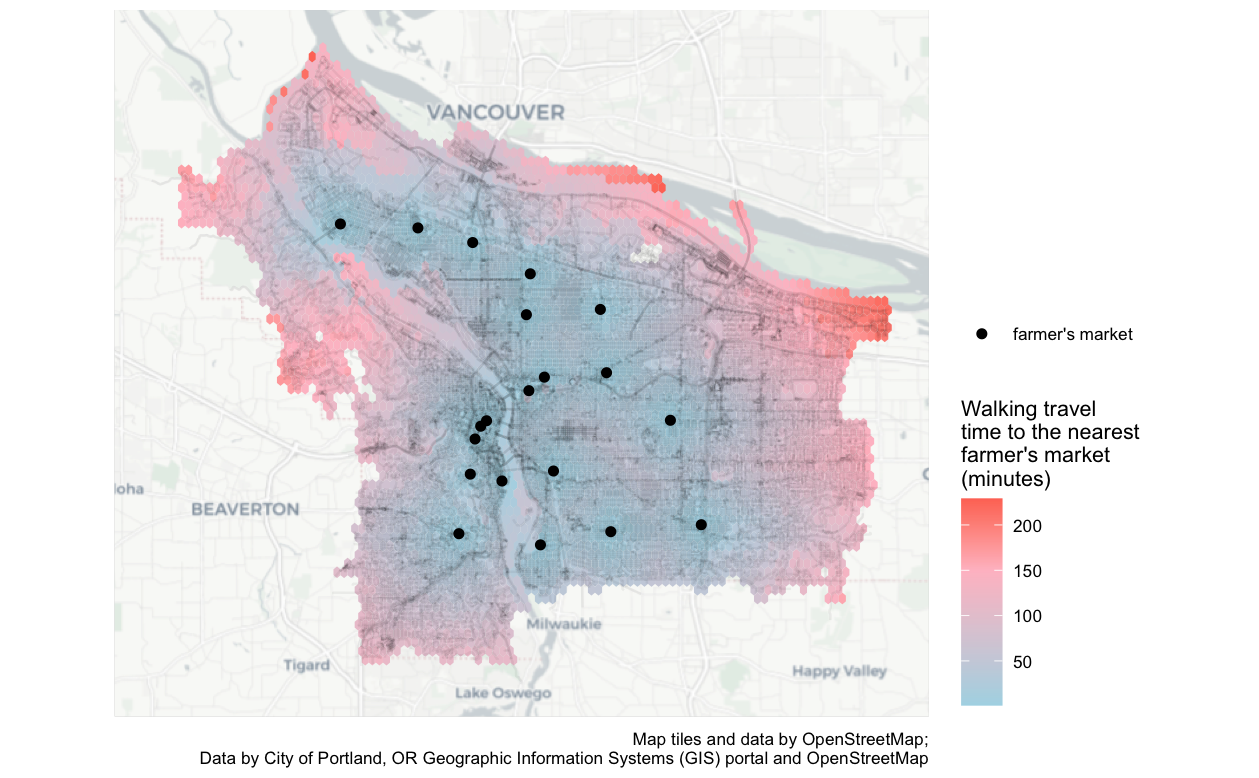 VANCOUVER
farmer's market
Walking travel
time to the nearest
farmer's market
(minutes)
200
150
100
50
loha
BEAVERTON
Milwaukie
Tigard
Happy Valley
Lake Oswego
Map tiles and data by OpenStreetMap;
Data by City of Portland, OR Geographic Information Systems (GIS) portal and OpenStreetMap